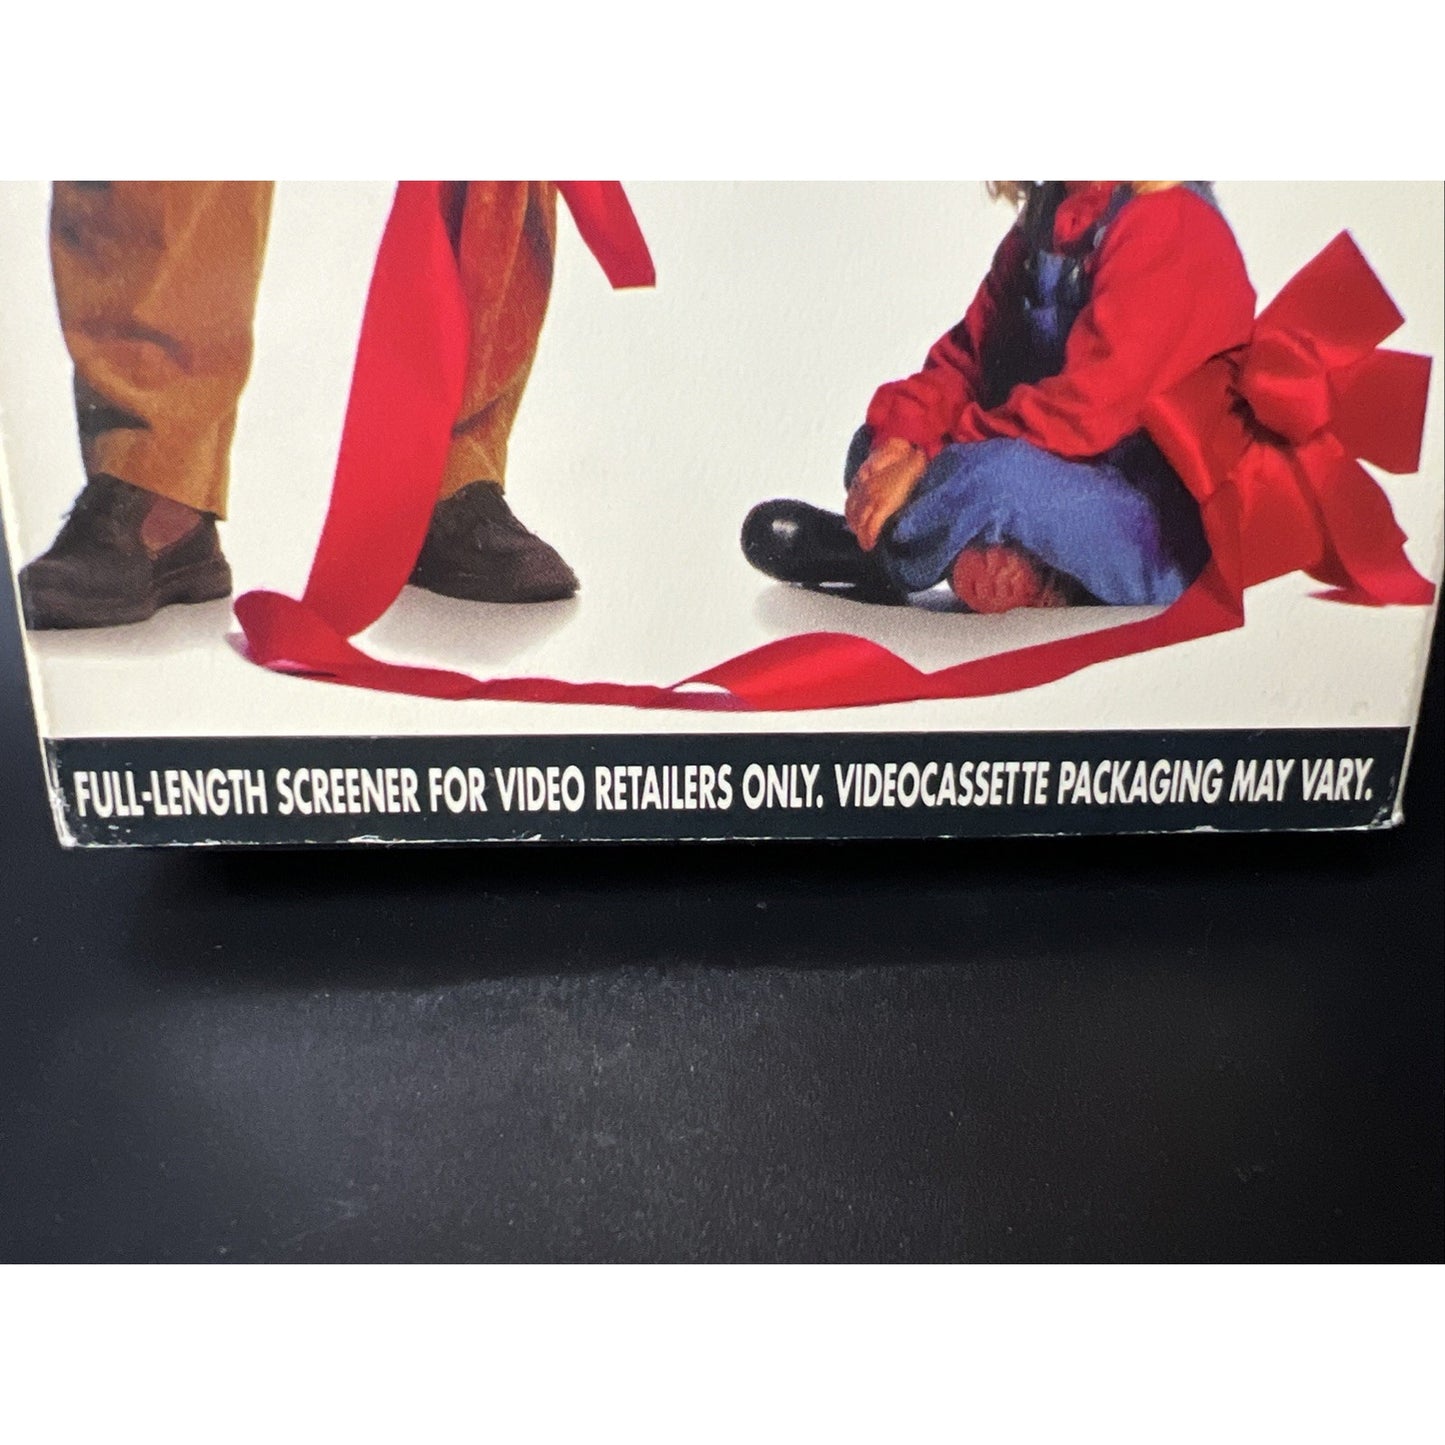 FULL-LENGTH SCREENER FOR VIDEO RETAILERS ONLY. VIDEOCASSETTE PACKAGING MAY VARY.